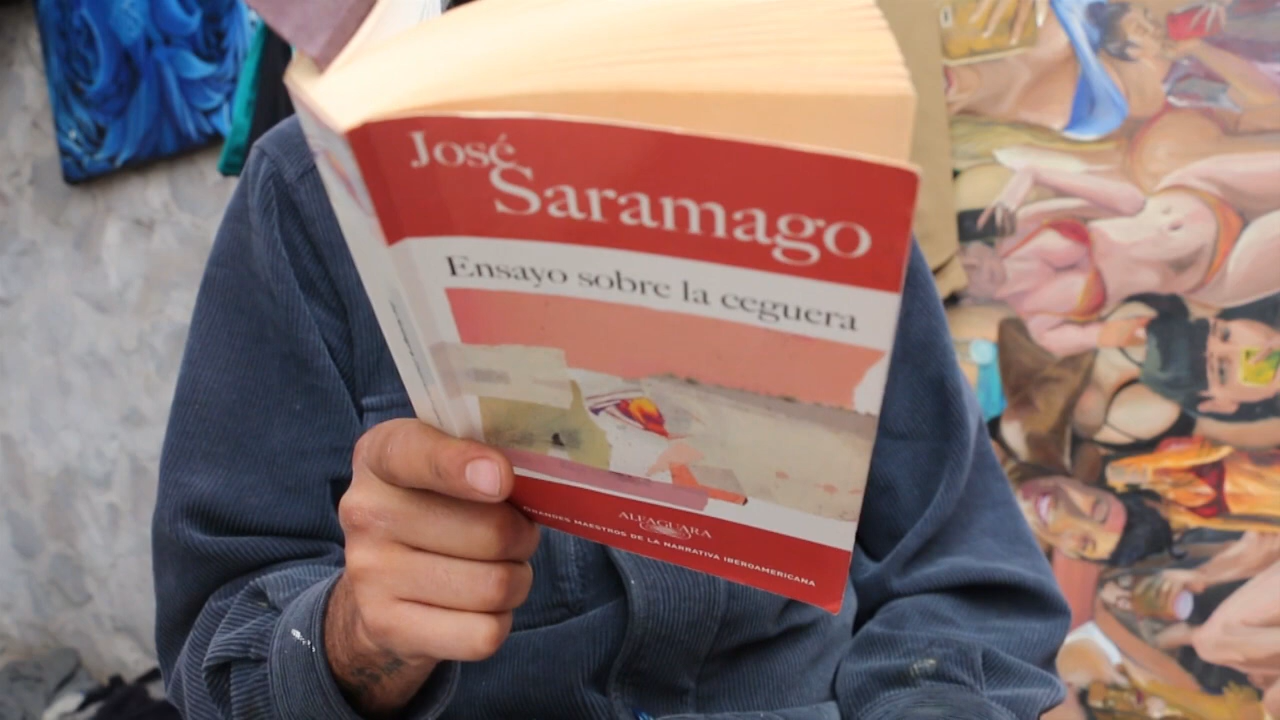 José
Saramago
Ensayo sobre la ceguera
ALFAGUARA
GRANDES MAESTROS DE LA NARRATIVA IBEROAMERICANA